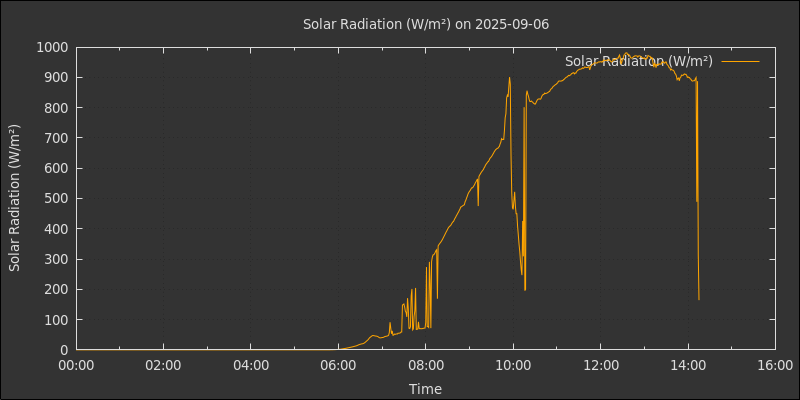 Solar Radiation (W/m²) on 2025-09-06
Solar Radiation (W/m²)
Solar Radiation (W/m²)
1000
900
800
700
600
500
400
300
200
100
0
00:00 02:00 04:00 06:00 08:00 10:00 12:00 14:00 16:00
Time